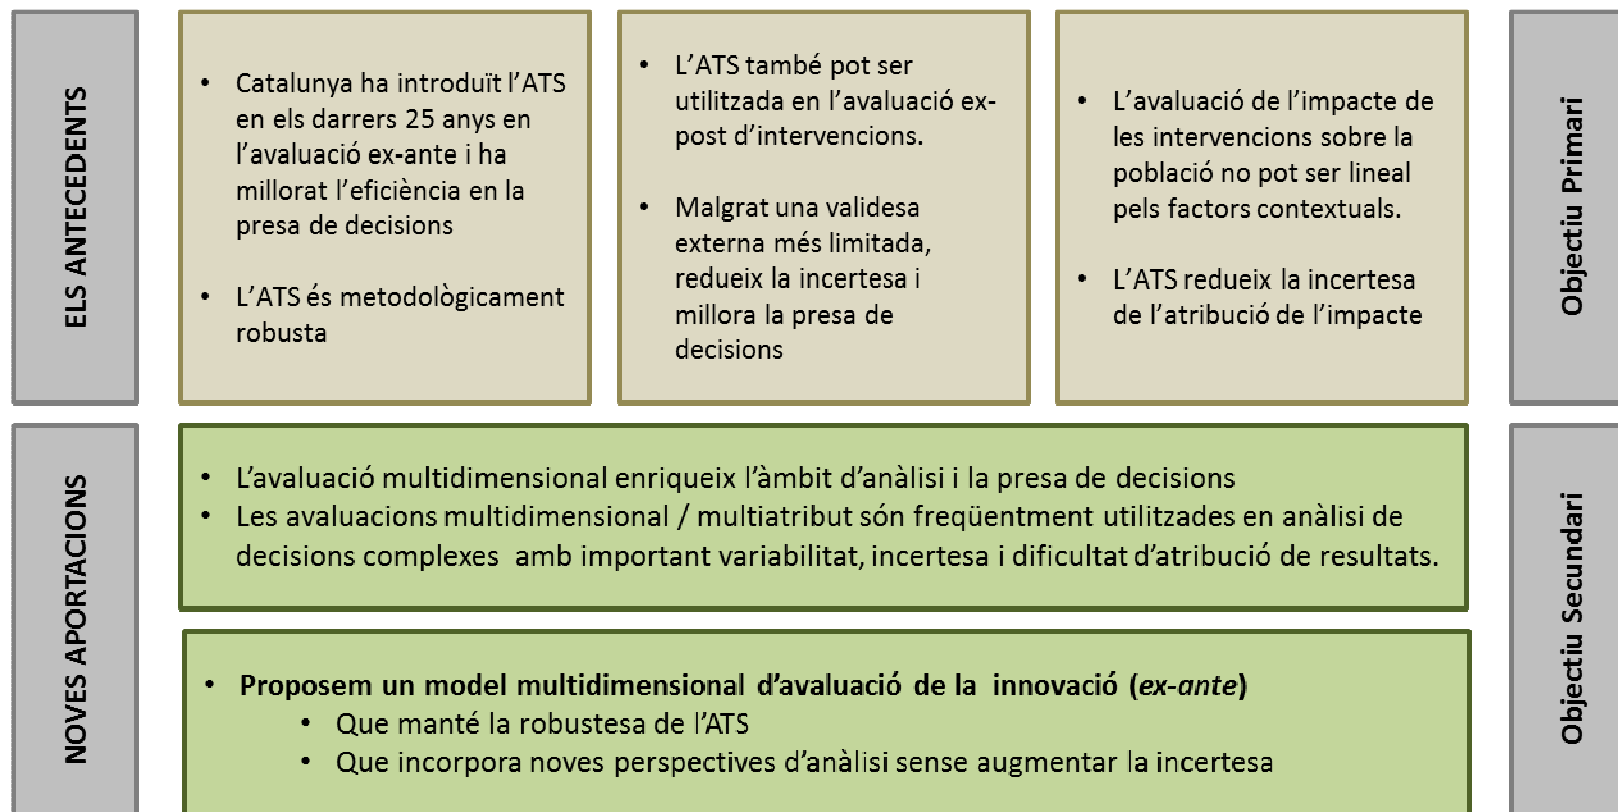 ELS ANTECEDENTS
• Catalunya ha introduït l'ATS
en els darrers 25 anys en
l'avaluació ex-ante i ha
millorat l'eficiència en la
presa de decisions
• L'ATS és metodològicament
robusta
• L'ATS també pot ser
utilitzada en l'avaluació ex-
post d'intervencions.
• Malgrat una validesa
externa més limitada,
redueix la incertesa i
millora la presa de
decisions
• L'avaluació de l'impacte de
les intervencions sobre la
població no pot ser lineal
pels factors contextuals.
• L'ATS redueix la incertesa
de l'atribució de l'impacte
Objectiu Primari
NOVES APORTACIONS
• L'avaluació multidimensional enriqueix l'àmbit d'anàlisi i la presa de decisions
• Les avaluacions multidimensional / multiatribut són freqüentment utilitzades en anàlisi de
decisions complexes amb important variabilitat, incertesa i dificultat d'atribució de resultats.
• Proposem un model multidimensional d'avaluació de la innovació (ex-ante)
• Que manté la robustesa de l'ATS
• Que incorpora noves perspectives d'anàlisi sense augmentar la incertesa
Objectiu Secundari